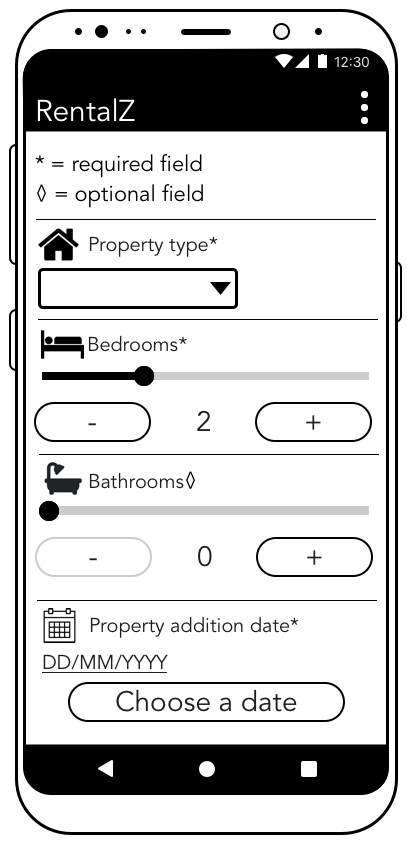 12:30
RentalZ
* = required field
◊ = optional field
Property type*
Bedrooms*
- 2 +
Bathrooms◊
- 0 +
Property addition date*
DD/MM/YYYY
Choose a date